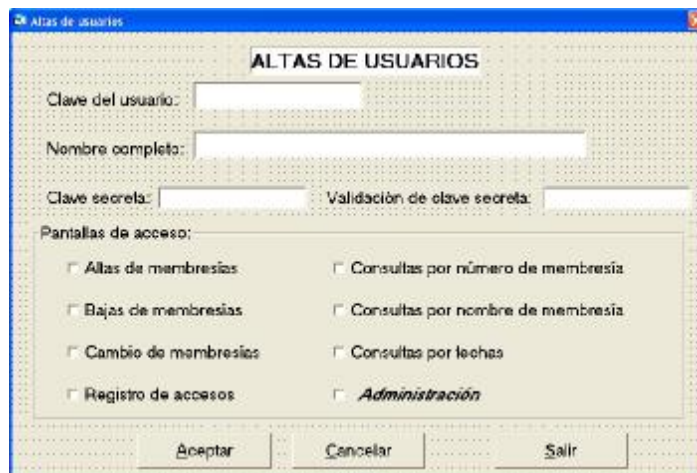 Altas de usuarios
ALTAS DE USUARIOS
Clave del usuario:
Nombre completo:
Clave secreta: Validación de clave secreta:
Pantallas de acceso:
Altas de membresías Consultas por número de membresía
Bajas de membresías Consultas por nombre de membresía
Cambio de membresías Consultas por fechas
Registro de accesos Administración
Aceptar Cancelar Salir